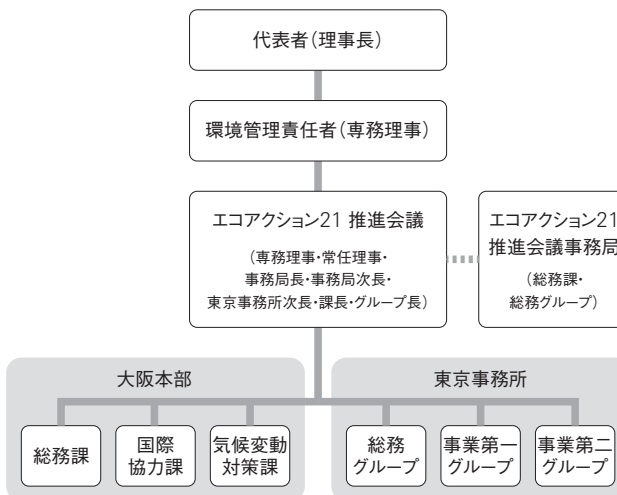 代表者（理事長）
環境管理責任者（専務理事）
エコアクション21 推進会議
（専務理事・常任理事・
事務局長・事務局次長・
東京事務所次長・課長・グループ長）
エコアクション21
推進会議事務局
（総務課・
総務グループ）
大阪本部
総務課
国際
協力課
気候変動
対策課
東京事務所
総務
グループ
事業第一
グループ
事業第二
グループ